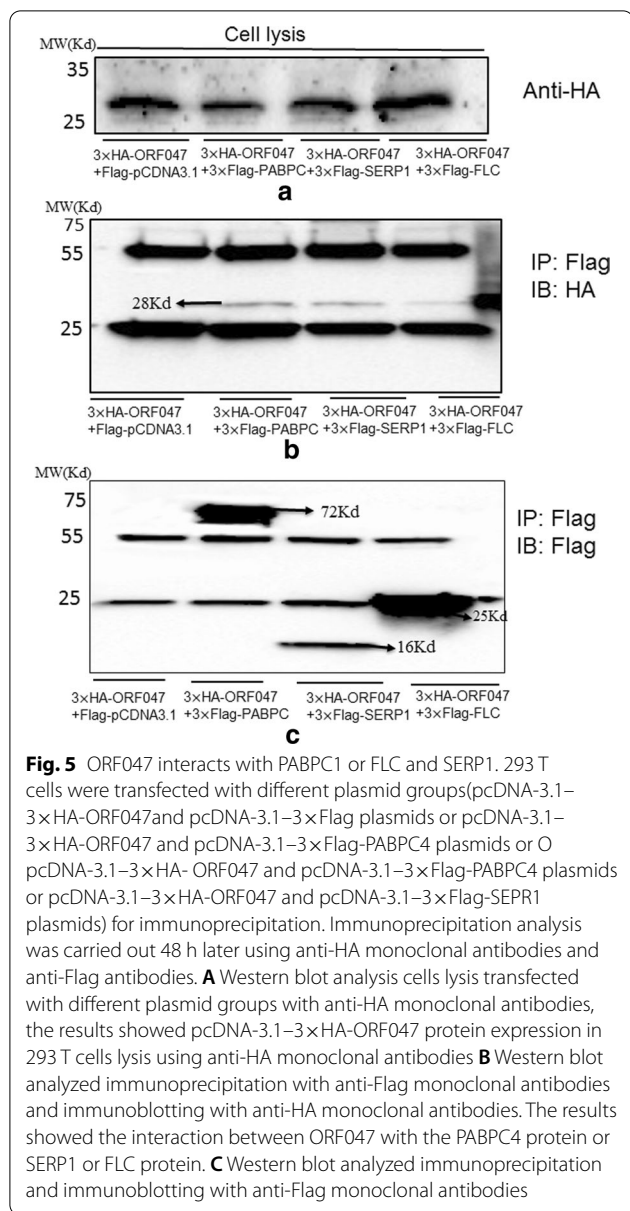 Cell lysis
MW(Kd)
35
25
Anti-HA
3×HA-ORF047 3×HA-ORF047 3×HA-ORF047 3×HA-ORF047
+Flag-pCDNA3.1 +3×Flag-PABPC +3×Flag-SERP1 +3×Flag-FLC
a
MW(Kd)
75
55
28Kd
25
IP: Flag
IB: HA
3×HA-ORF047 3×HA-ORF047 3×HA-ORF047 3×HA-ORF047
+Flag-pCDNA3.1 +3×Flag-PABPC +3×Flag-SERP1 +3×Flag-FLC
b
MW(Kd)
75
72Kd
55
25
25Kd
16Kd
IP: Flag
IB: Flag
3×HA-ORF047 3×HA-ORF047 3×HA-ORF047 3×HA-ORF047
+Flag-pCDNA3.1 +3×Flag-PABPC +3×Flag-SERP1 +3×Flag-FLC
c
Fig. 5 ORF047 interacts with PABPC1 or FLC and SERP1. 293 T
cells were transfected with different plasmid groups(pcDNA-3.1–
3×HA-ORF047and pcDNA-3.1–3×Flag plasmids or pcDNA-3.1–
3×HA-ORF047 and pcDNA-3.1–3×Flag-PABPC4 plasmids or O
pcDNA-3.1–3×HA- ORF047 and pcDNA-3.1–3×Flag-PABPC4 plasmids
or pcDNA-3.1–3×HA-ORF047 and pcDNA-3.1–3×Flag-SEPR1
plasmids) for immunoprecipitation. Immunoprecipitation analysis
was carried out 48 h later using anti-HA monoclonal antibodies and
anti-Flag antibodies. A Western blot analysis cells lysis transfected
with different plasmid groups with anti-HA monoclonal antibodies,
the results showed pcDNA-3.1–3×HA-ORF047 protein expression in
293 T cells lysis using anti-HA monoclonal antibodies B Western blot
analyzed immunoprecipitation with anti-Flag monoclonal antibodies
and immunoblotting with anti-HA monoclonal antibodies. The results
showed the interaction between ORF047 with the PABPC4 protein or
SERP1 or FLC protein. C Western blot analyzed immunoprecipitation
and immunoblotting with anti-Flag monoclonal antibodies